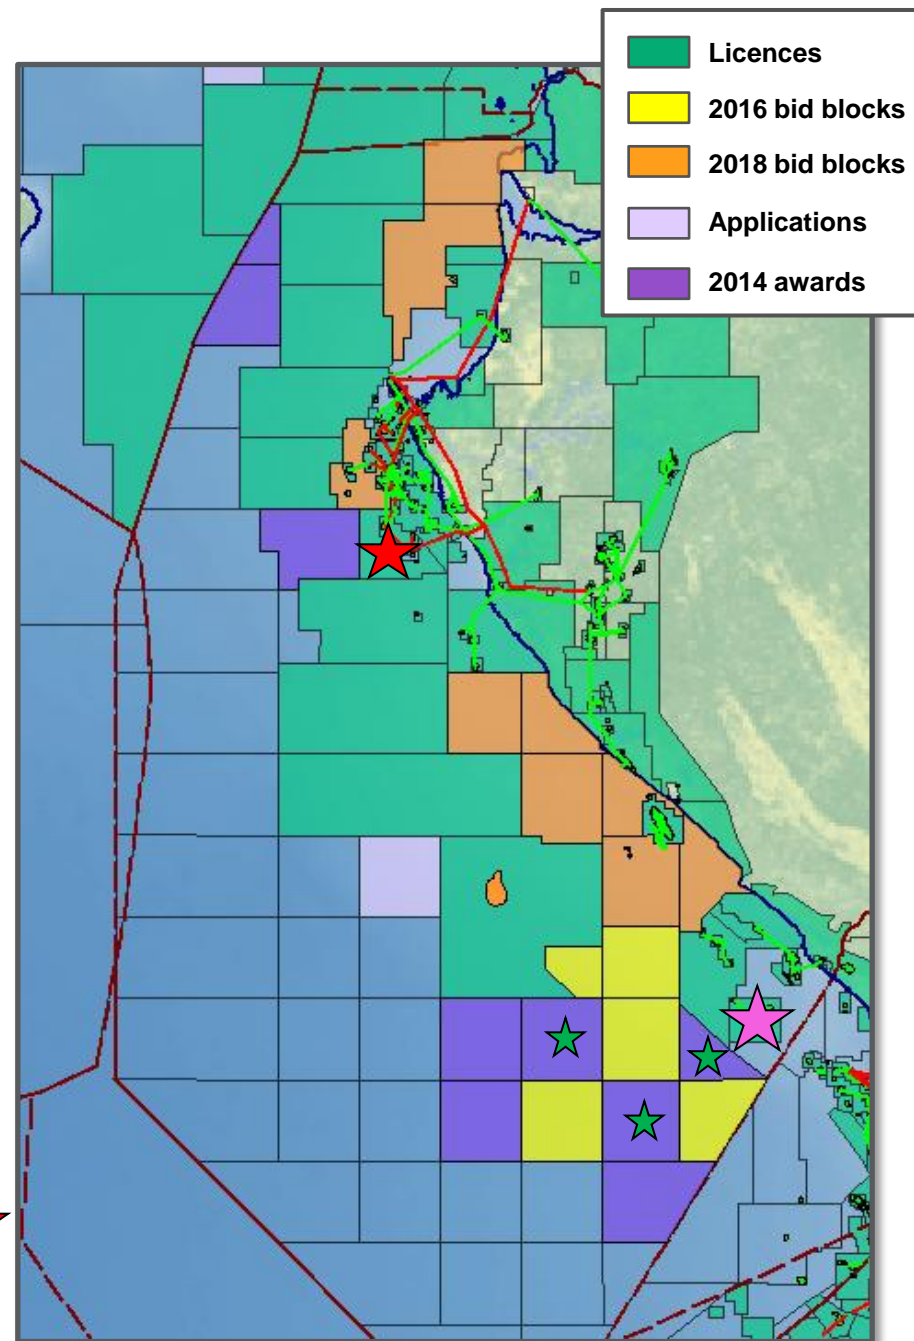 Licences
2016 bid blocks
2018 bid blocks
Applications
2014 awards